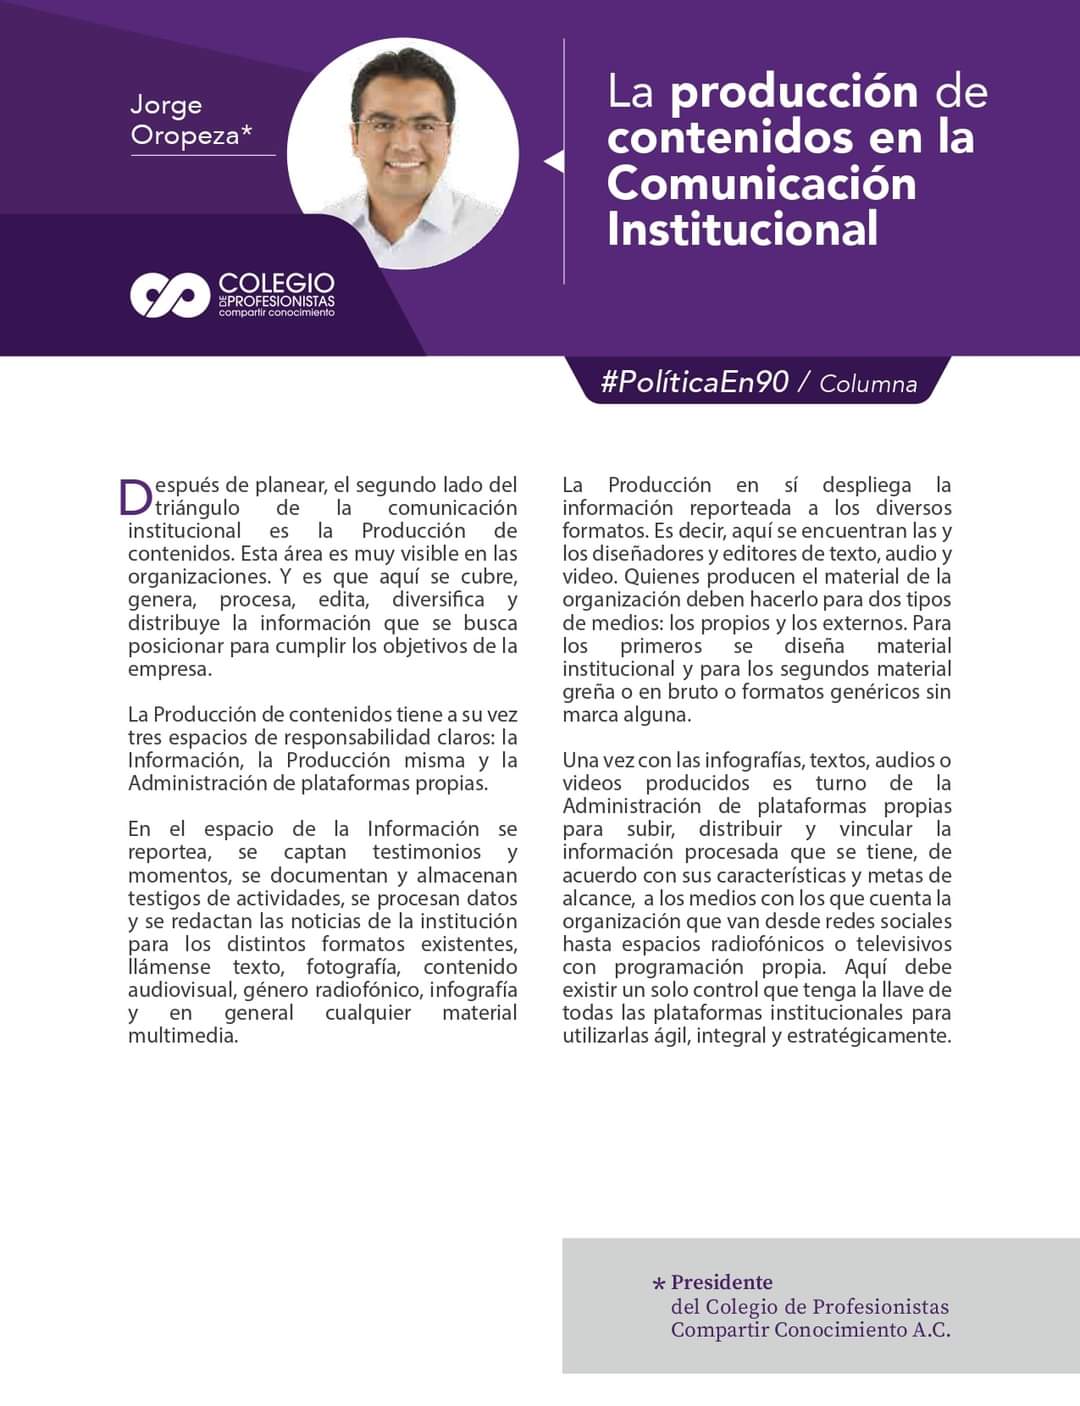 Jorge
Oropeza*
La producción de
contenidos en la
Comunicación
Institucional
COLEGIO
DE PROFESIONISTAS
compartir conocimiento
#PolíticaEn90 / Columna
Después de planear, el segundo lado del
triángulo de la comunicación
institucional es la Producción de
contenidos. Esta área es muy visible en las
organizaciones. Y es que aquí se cubre,
genera, procesa, edita, diversifica y
distribuye la información que se busca
posicionar para cumplir los objetivos de la
empresa.
La Producción de contenidos tiene a su vez
tres espacios de responsabilidad claros: la
Información, la Producción misma y la
Administración de plataformas propias.
En el espacio de la Información se
reportea, se captan testimonios y
momentos, se documentan y almacenan
testigos de actividades, se procesan datos
y se redactan las noticias de la institución
para los distintos formatos existentes,
llámense texto, fotografía, contenido
audiovisual, género radiofónico, infografía
y en general cualquier material
multimedia.
La Producción en sí despliega la
información reporteada a los diversos
formatos. Es decir, aquí se encuentran las y
los diseñadores y editores de texto, audio y
video. Quienes producen el material de la
organización deben hacerlo para dos tipos
de medios: los propios y los externos. Para
los primeros se diseña material
institucional y para los segundos material
greña o en bruto o formatos genéricos sin
marca alguna.
Una vez con las infografías, textos, audios o
videos producidos es turno de la
Administración de plataformas propias
para subir, distribuir y vincular la
información procesada que se tiene, de
acuerdo con sus características y metas de
alcance, a los medios con los que cuenta la
organización que van desde redes sociales
hasta espacios radiofónicos o televisivos
con programación propia. Aquí debe
existir un solo control que tenga la llave de
todas las plataformas institucionales para
utilizarlas ágil, integral y estratégicamente.
* Presidente
del Colegio de Profesionistas
Compartir Conocimiento A.C.